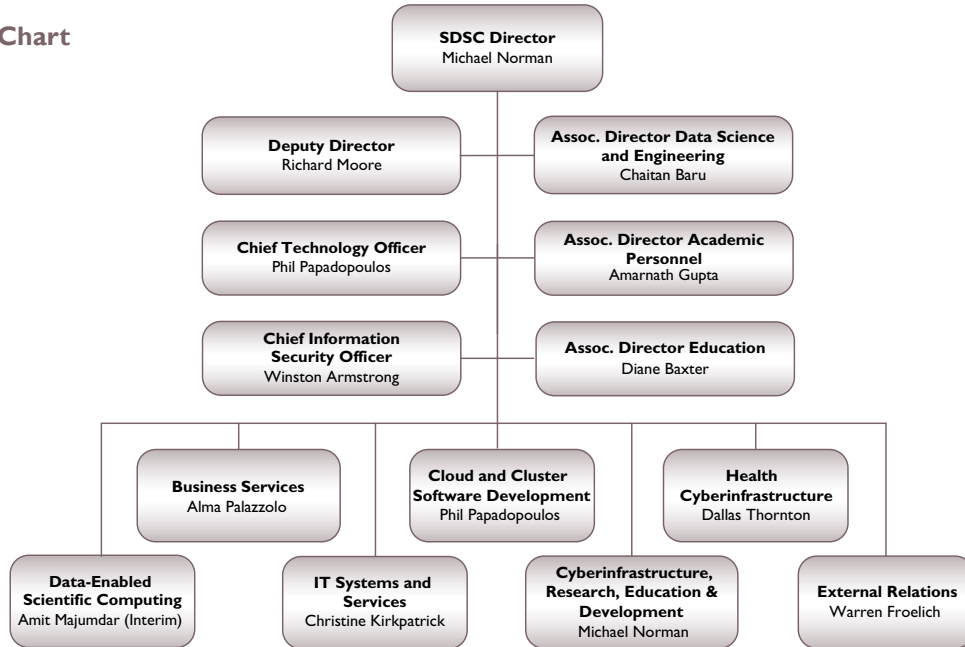 Chart
SDSC Director
Michael Norman
Deputy Director
Richard Moore
Assoc. Director Data Science
and Engineering
Chaitan Baru
Chief Technology Officer
Phil Papadopoulos
Assoc. Director Academic
Personnel
Amarnath Gupta
Chief Information
Security Officer
Winston Armstrong
Assoc. Director Education
Diane Baxter
Business Services
Alma Palazzolo
Cloud and Cluster
Software Development
Phil Papadopoulos
Health
Cyberinfrastructure
Dallas Thornton
Data-Enabled
Scientific Computing
Amit Majumdar (Interim)
IT Systems and
Services
Christine Kirkpatrick
Cyberinfrastructure,
Research, Education &
Development
Michael Norman
External Relations
Warren Froelich